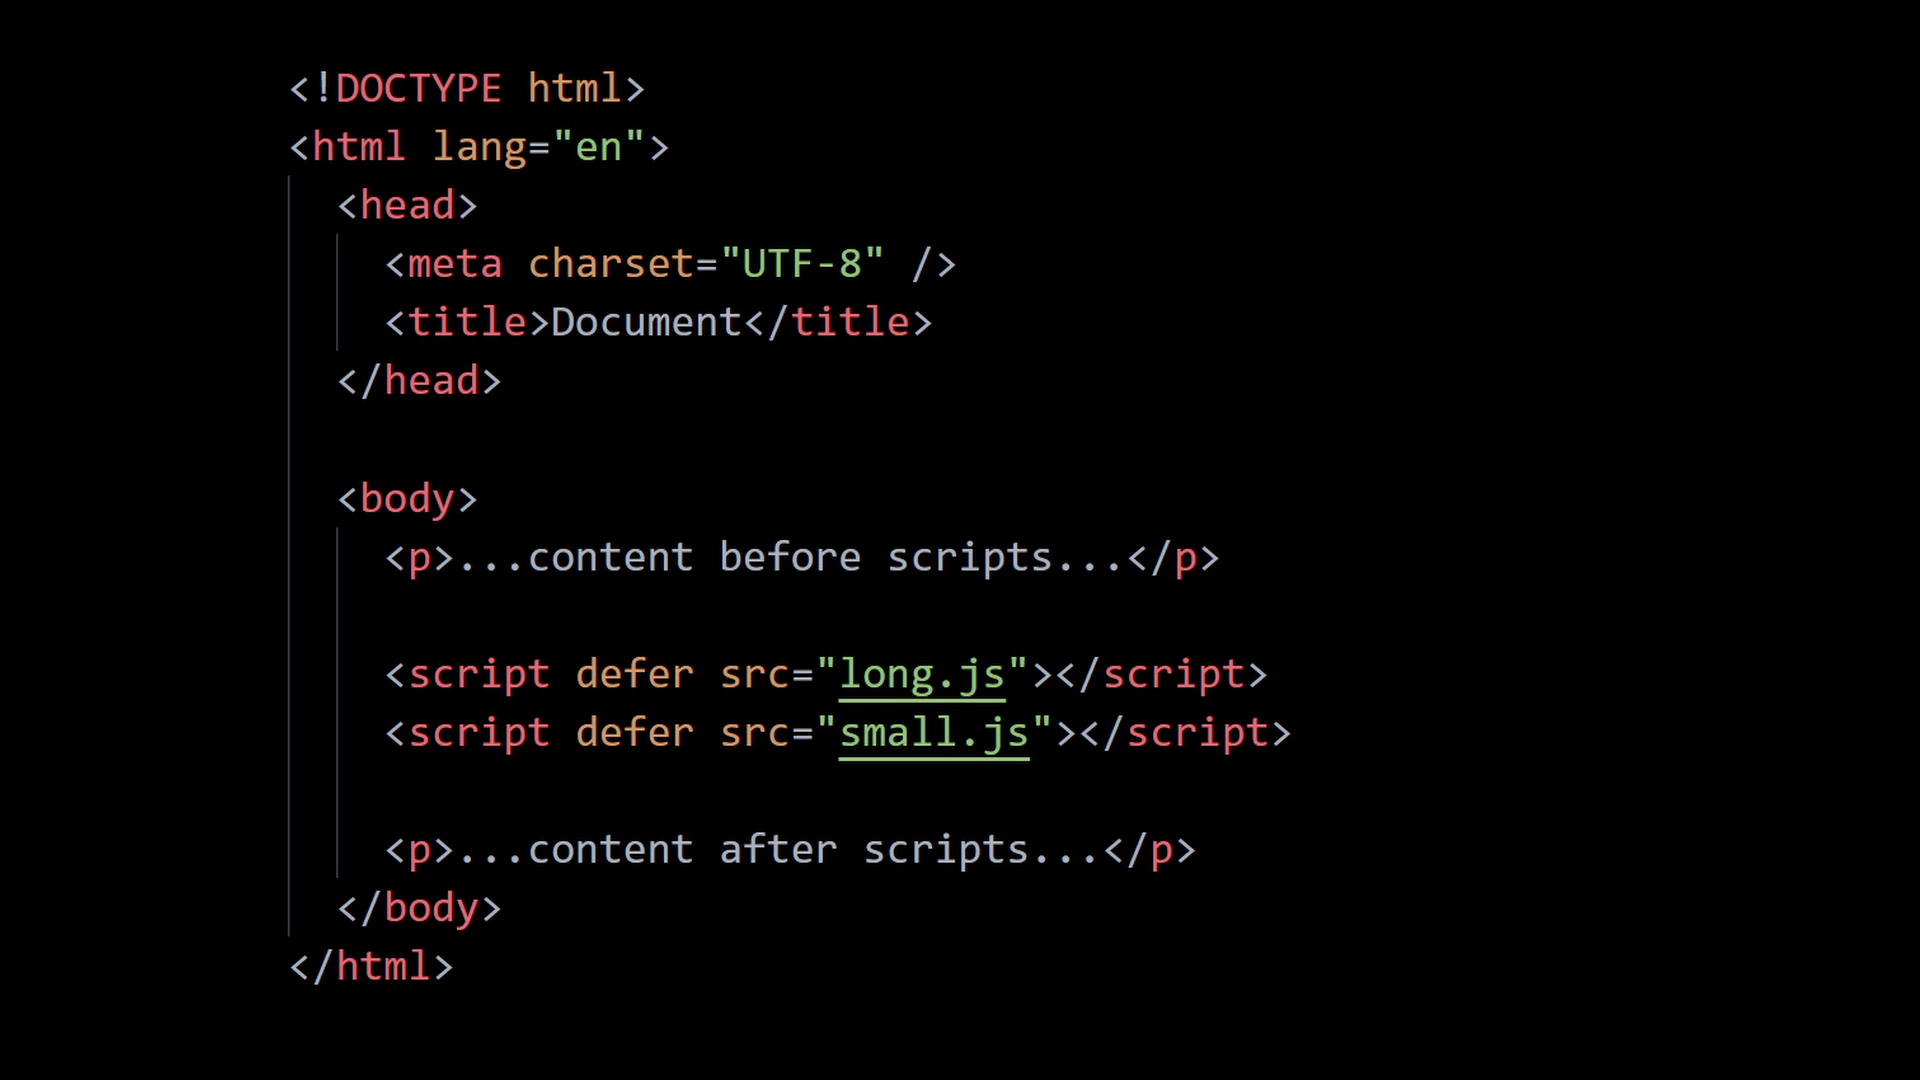 <!DOCTYPE html>
<html lang="en">
<head>
<meta charset="UTF-8" />
<title>Document</title>
</head>
<body>
<p>...content before scripts...</p>
<script defer src="long.js"></script>
<script defer src="small.js"></script>
<p>...content after scripts...</p>
</body>
</html>